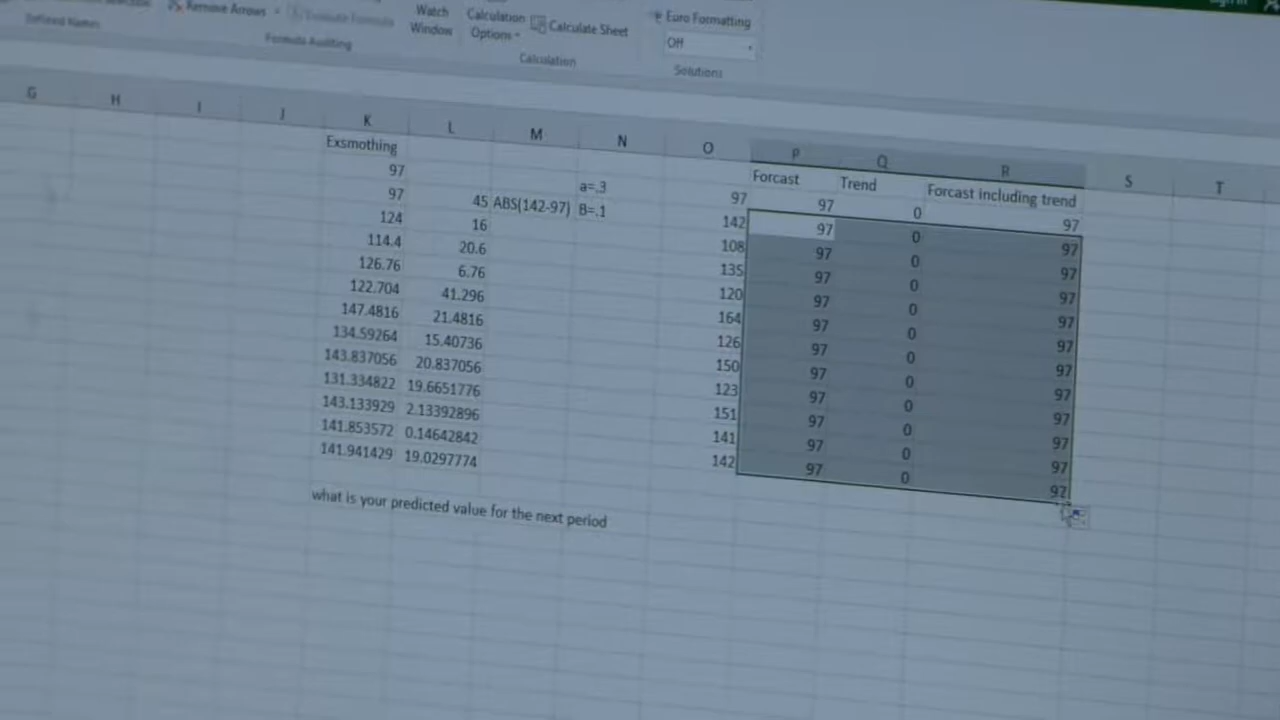 Sign in
Remove Arrows
Evaluate Formula
Watch Window
Calculation Options
Calculate Sheet
Euro Formatting
Off
Defined Names
Formula Auditing
Calculation
Solutions
G H I J K L M N O P Q R S T
Exsmothing Forcast Trend Forcast including trend
97 a=.3 97 97 0 97
97 45 ABS(142-97) B=.1 142 97 0 97
124 16 108 97 0 97
114.4 20.6 135 97 0 97
126.76 6.76 120 97 0 97
122.704 41.296 164 97 0 97
147.4816 21.4816 126 97 0 97
134.59264 15.40736 150 97 0 97
143.837056 20.837056 123 97 0 97
131.334822 19.6651776 151 97 0 97
143.133929 2.13392896 141 97 0 97
141.853572 0.14642842 142 97 0 97
141.941429 19.0297774
what is your predicted value for the next period